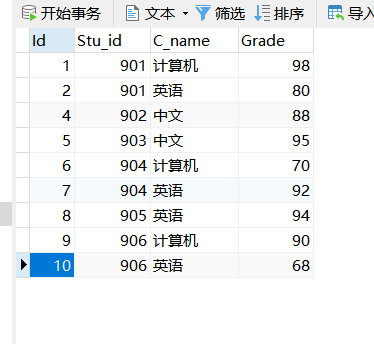 开始事务 文本 筛选 排序 导入
Id Stu_id C_name Grade
1 901 计算机 98
2 901 英语 80
4 902 中文 88
5 903 中文 95
6 904 计算机 70
7 904 英语 92
8 905 英语 94
9 906 计算机 90
10 906 英语 68